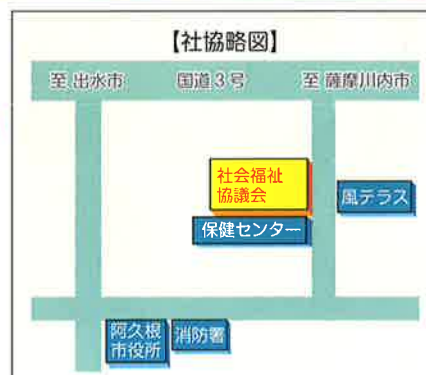 【社協略図】
至 出水市 国道3号 至 薩摩川内市
社会福祉
協議会
風テラス
保健センター
阿久根
市役所
消防署